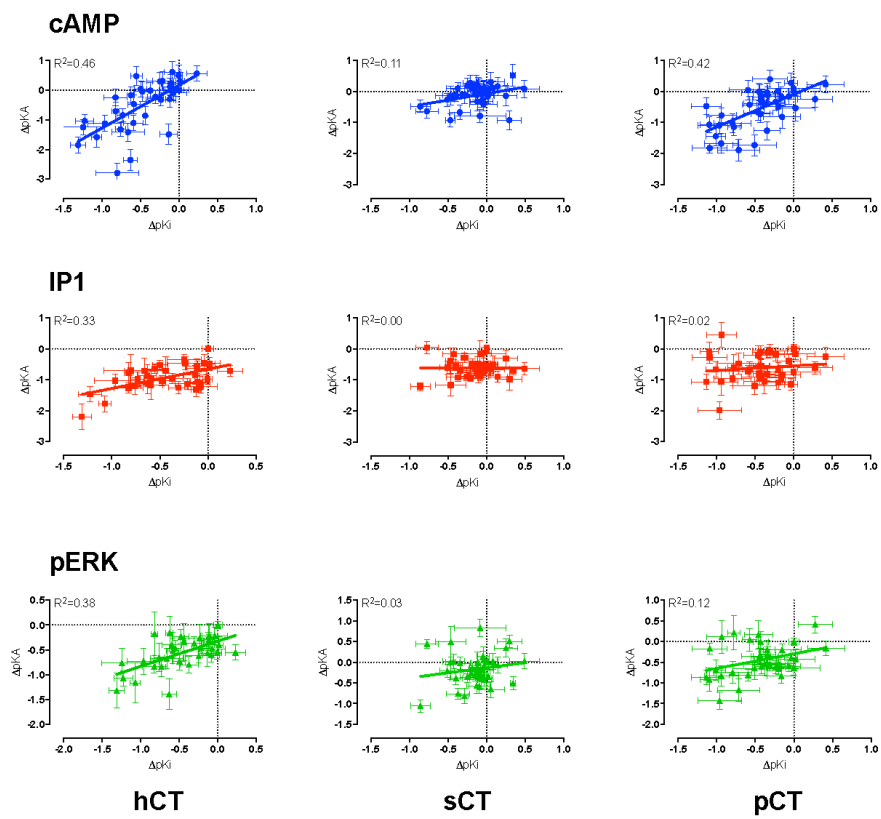 cAMP
R²=0.46
1
0
-1
-2
-3
ΔpKA
-1.5 -1.0 -0.5 0.0 0.5 1.0
ΔpKi
R²=0.11
1
0
-1
-2
-3
ΔpKA
-1.5 -1.0 -0.5 0.0 0.5 1.0
ΔpKi
R²=0.42
1
0
-1
-2
-3
ΔpKA
-1.5 -1.0 -0.5 0.0 0.5 1.0
ΔpKi
IP1
R²=0.33
1
0
-1
-2
-3
ΔpKA
-1.5 -1.0 -0.5 0.0 0.5
ΔpKi
R²=0.00
1
0
-1
-2
-3
ΔpKA
-1.5 -1.0 -0.5 0.0 0.5 1.0
ΔpKi
R²=0.02
1
0
-1
-2
-3
ΔpKA
-1.5 -1.0 -0.5 0.0 0.5 1.0
ΔpKi
pERK
R²=0.38
0.5
0.0
-0.5
-1.0
-1.5
-2.0
ΔpKA
-2.0 -1.5 -1.0 -0.5 0.0 0.5
ΔpKi
R²=0.03
1.5
1.0
0.5
0.0
-0.5
-1.0
-1.5
ΔpKA
-1.5 -1.0 -0.5 0.0 0.5 1.0
ΔpKi
R²=0.12
1.0
0.5
0.0
-0.5
-1.0
-1.5
-2.0
ΔpKA
-1.5 -1.0 -0.5 0.0 0.5 1.0
ΔpKi
hCT sCT pCT